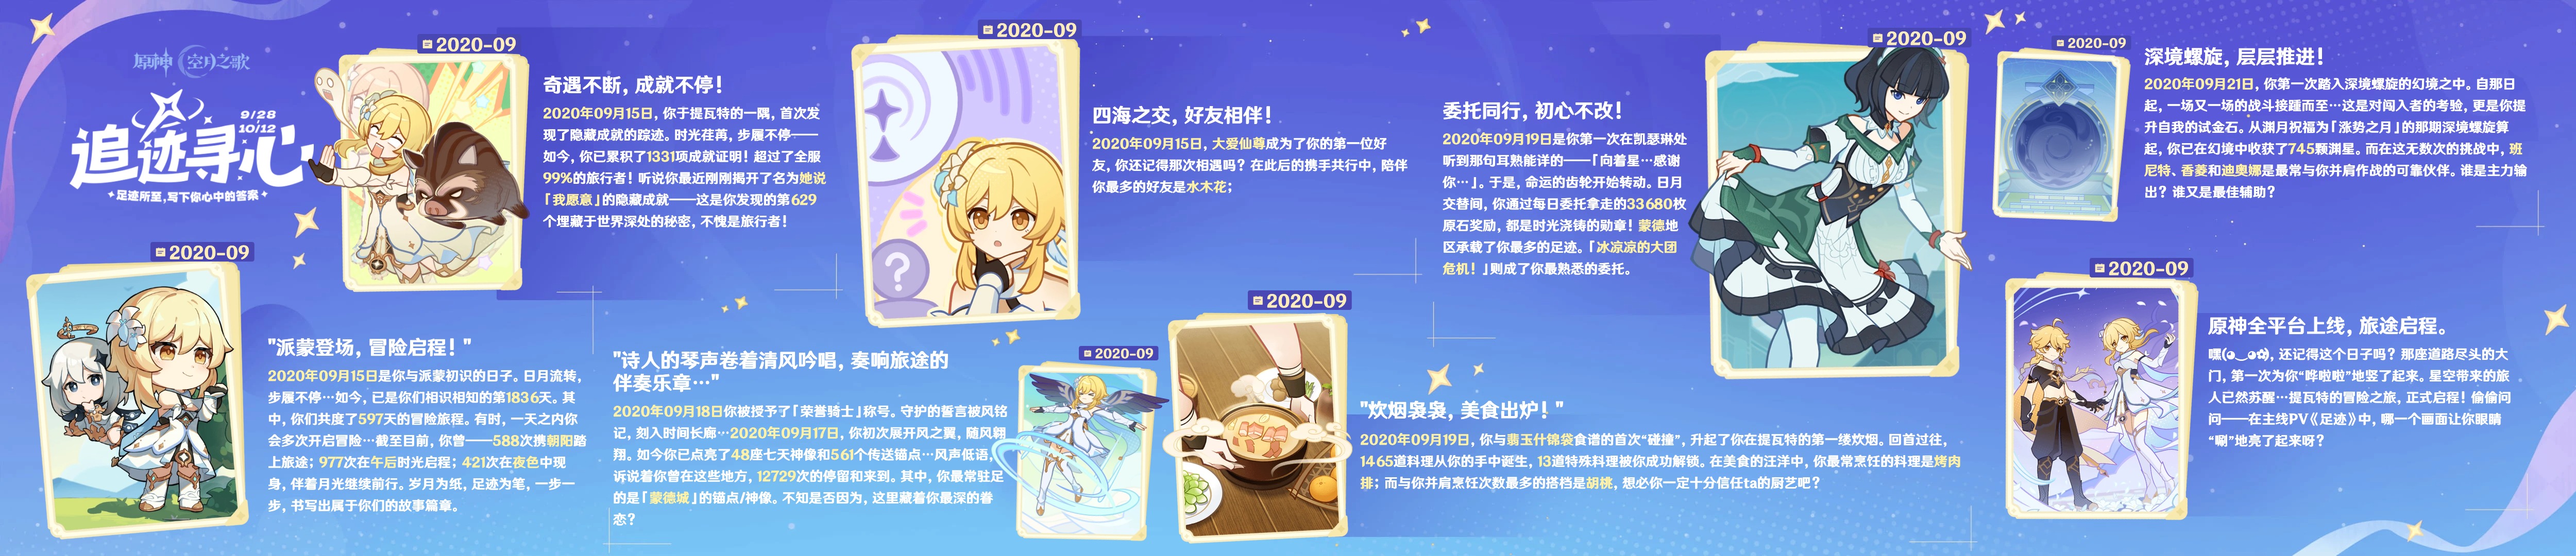 原神 空月之歌
追迹寻心
9/28
10/12
足迹所至，写下你心中的答案
2020-09
"派蒙登场，冒险启程！"
2020年09月15日是你与派蒙初识的日子。日月流转，
步履不停…如今，已是你们相识相知的第1836天。其
中，你们共度了597天的冒险旅程。有时，一天之内你
会多次开启冒险…截至目前，你曾——588次携朝阳踏
上旅途；977次在午后时光启程；421次在夜色中现
身，伴着月光继续前行。岁月为纸，足迹为笔，一步一
步，书写出属于你们的故事篇章。
2020-09
奇遇不断，成就不停！
2020年09月15日，你于提瓦特的一隅，首次发
现了隐藏成就的踪迹。时光荏苒，步履不停——
如今，你已累积了1331项成就证明！超过了全服
99%的旅行者！听说你最近刚刚揭开了名为她说
「我愿意」的隐藏成就——这是你发现的第629
个埋藏于世界深处的秘密，不愧是旅行者！
2020-09
"诗人的琴声卷着清风吟唱，奏响旅途的
伴奏乐章…"
2020年09月18日你被授予了「荣誉骑士」称号。守护的誓言被风铭
记，刻入时间长廊…2020年09月17日，你初次展开风之翼，随风翱
翔。如今你已点亮了48座七天神像和561个传送锚点…风声低语，
诉说着你曾在这些地方，12729次的停留和来到。其中，你最常驻足
的是「蒙德城」的锚点/神像。不知是否因为，这里藏着你最深的眷
恋？
2020-09
四海之交，好友相伴！
2020年09月15日，大爱仙尊成为了你的第一位好
友，你还记得那次相遇吗？在此后的携手共行中，陪伴
你最多的好友是水木花；
2020-09
"炊烟袅袅，美食出炉！"
2020年09月19日，你与翡玉什锦袋食谱的首次“碰撞”，升起了你在提瓦特的第一缕炊烟。回首过往，
1465道料理从你的手中诞生，13道特殊料理被你成功解锁。在美食的汪洋中，你最常烹饪的料理是烤肉
排；而与你并肩烹饪次数最多的搭档是胡桃，想必你一定十分信任ta的厨艺吧？
2020-09
委托同行，初心不改！
2020年09月19日是你第一次在凯瑟琳处
听到那句耳熟能详的——「向着星…感谢
你…」。于是，命运的齿轮开始转动。日月
交替间，你通过每日委托拿走的33680枚
原石奖励，都是时光浇铸的勋章！蒙德地
区承载了你最多的足迹。「冰凉凉的大团
危机！」则成了你最熟悉的委托。
2020-09
深境螺旋，层层推进！
2020年09月21日，你第一次踏入深境螺旋的幻境之中。自那日
起，一场又一场的战斗接踵而至…这是对闯入者的考验，更是你提
升自我的试金石。从渊月祝福为「涨势之月」的那期深境螺旋算
起，你已在幻境中收获了745颗渊星。而在这无数次的挑战中，班
尼特、香菱和迪奥娜是最常与你并肩作战的可靠伙伴。谁是主力输
出？谁又是最佳辅助？
2020-09
原神全平台上线，旅途启程。
嘿(◕‿◕✿)，还记得这个日子吗？那座道路尽头的大
门，第一次为你“哗啦啦”地竖了起来。星空带来的旅
人已然苏醒…提瓦特的冒险之旅，正式启程！偷偷问
问——在主线PV《足迹》中，哪一个画面让你眼睛
“唰”地亮了起来呀？